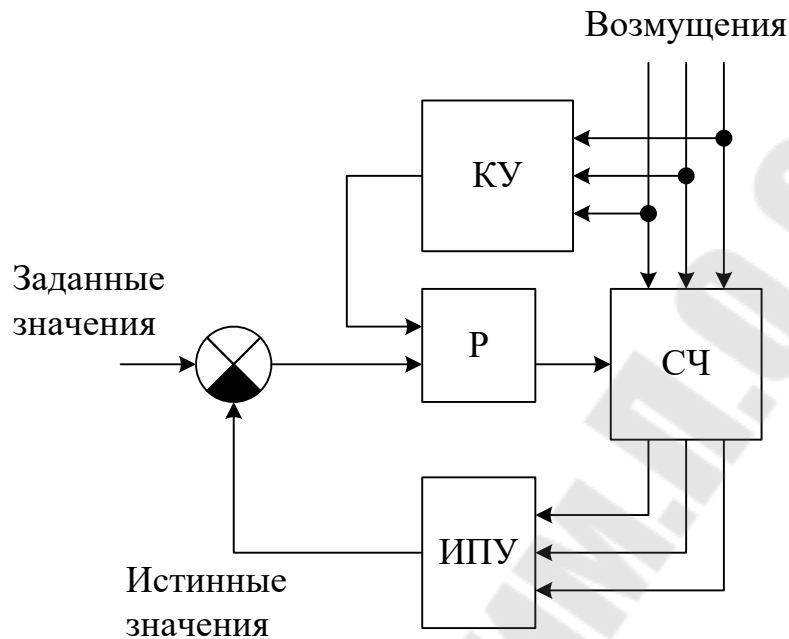 Возмущения
КУ
Заданные
значения
Р
СЧ
ИПУ
Истинные
значения